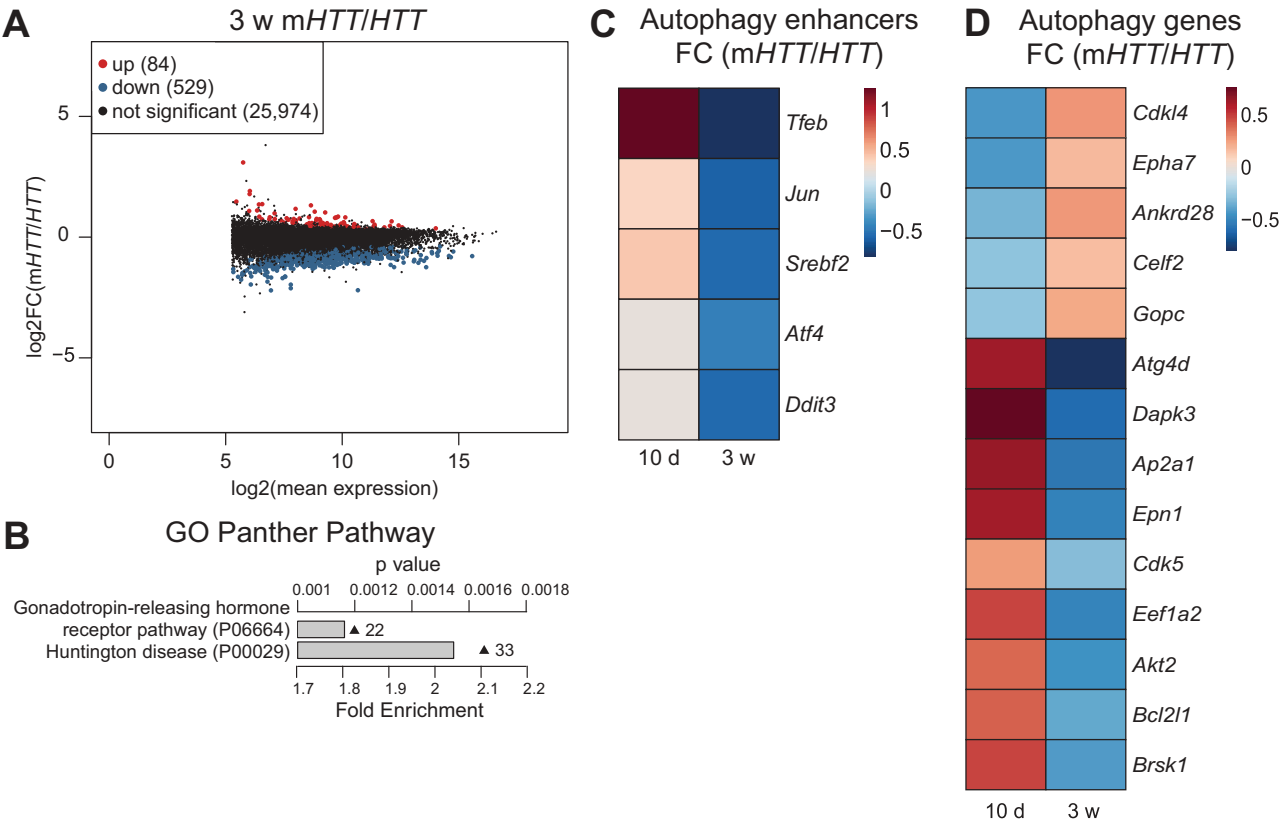 A
3 w mHTT/HTT
up (84)
down (529)
not significant (25,974)
5
0
−5
log2FC(mHTT/HTT)
0
5
10
15
log2(mean expression)
B
GO Panther Pathway
p value
0.001
0.0012
0.0014
0.0016
0.0018
Gonadotropin-releasing hormone
receptor pathway (P06664)
22
Huntington disease (P00029)
33
1.7
1.8
1.9
2
2.1
2.2
Fold Enrichment
C
Autophagy enhancers
FC (mHTT/HTT)
Tfeb
Jun
Srebf2
Atf4
Ddit3
10 d
3 w
1
0.5
0
−0.5
D
Autophagy genes
FC (mHTT/HTT)
Cdkl4
Epha7
Ankrd28
Celf2
Gopc
Atg4d
Dapk3
Ap2a1
Epn1
Cdk5
Eef1a2
Akt2
Bcl2l1
Brsk1
10 d
3 w
0.5
0
−0.5